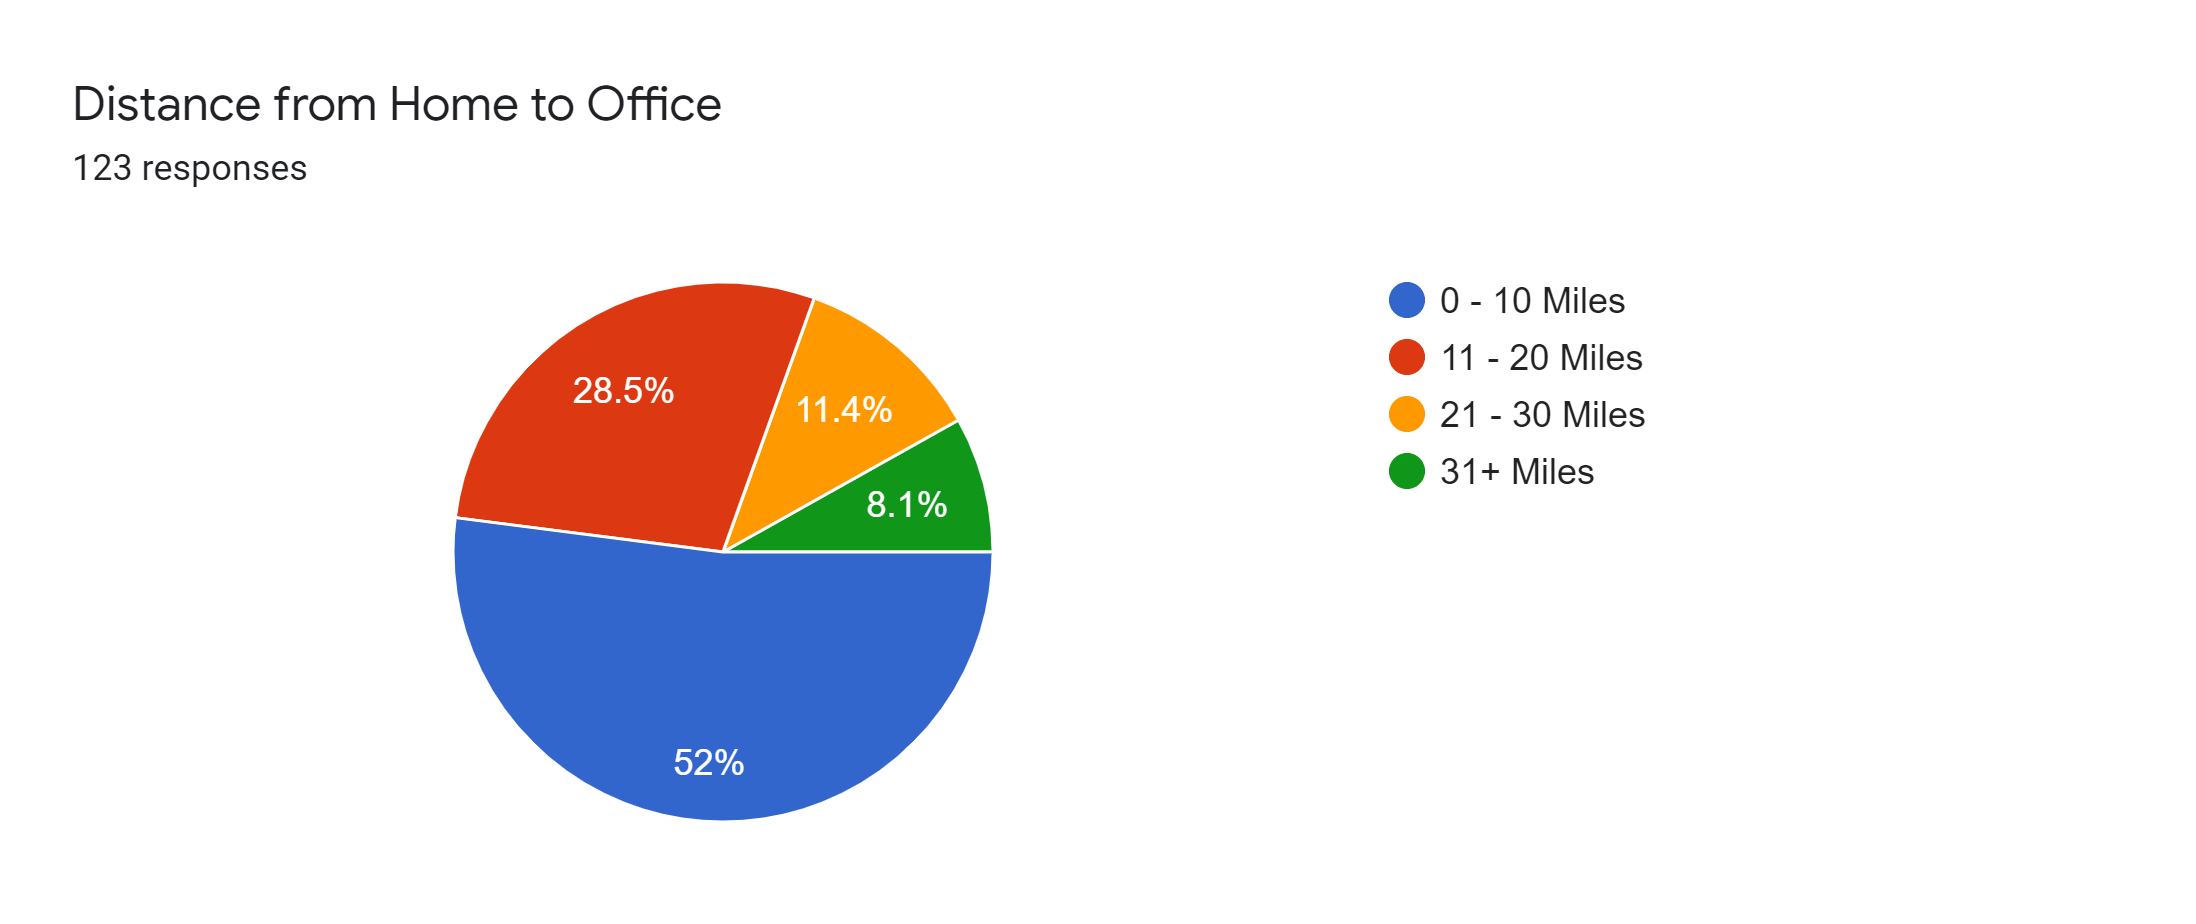 Distance from Home to Office
123 responses
28.5%
11.4%
8.1%
52%
0 - 10 Miles
11 - 20 Miles
21 - 30 Miles
31+ Miles